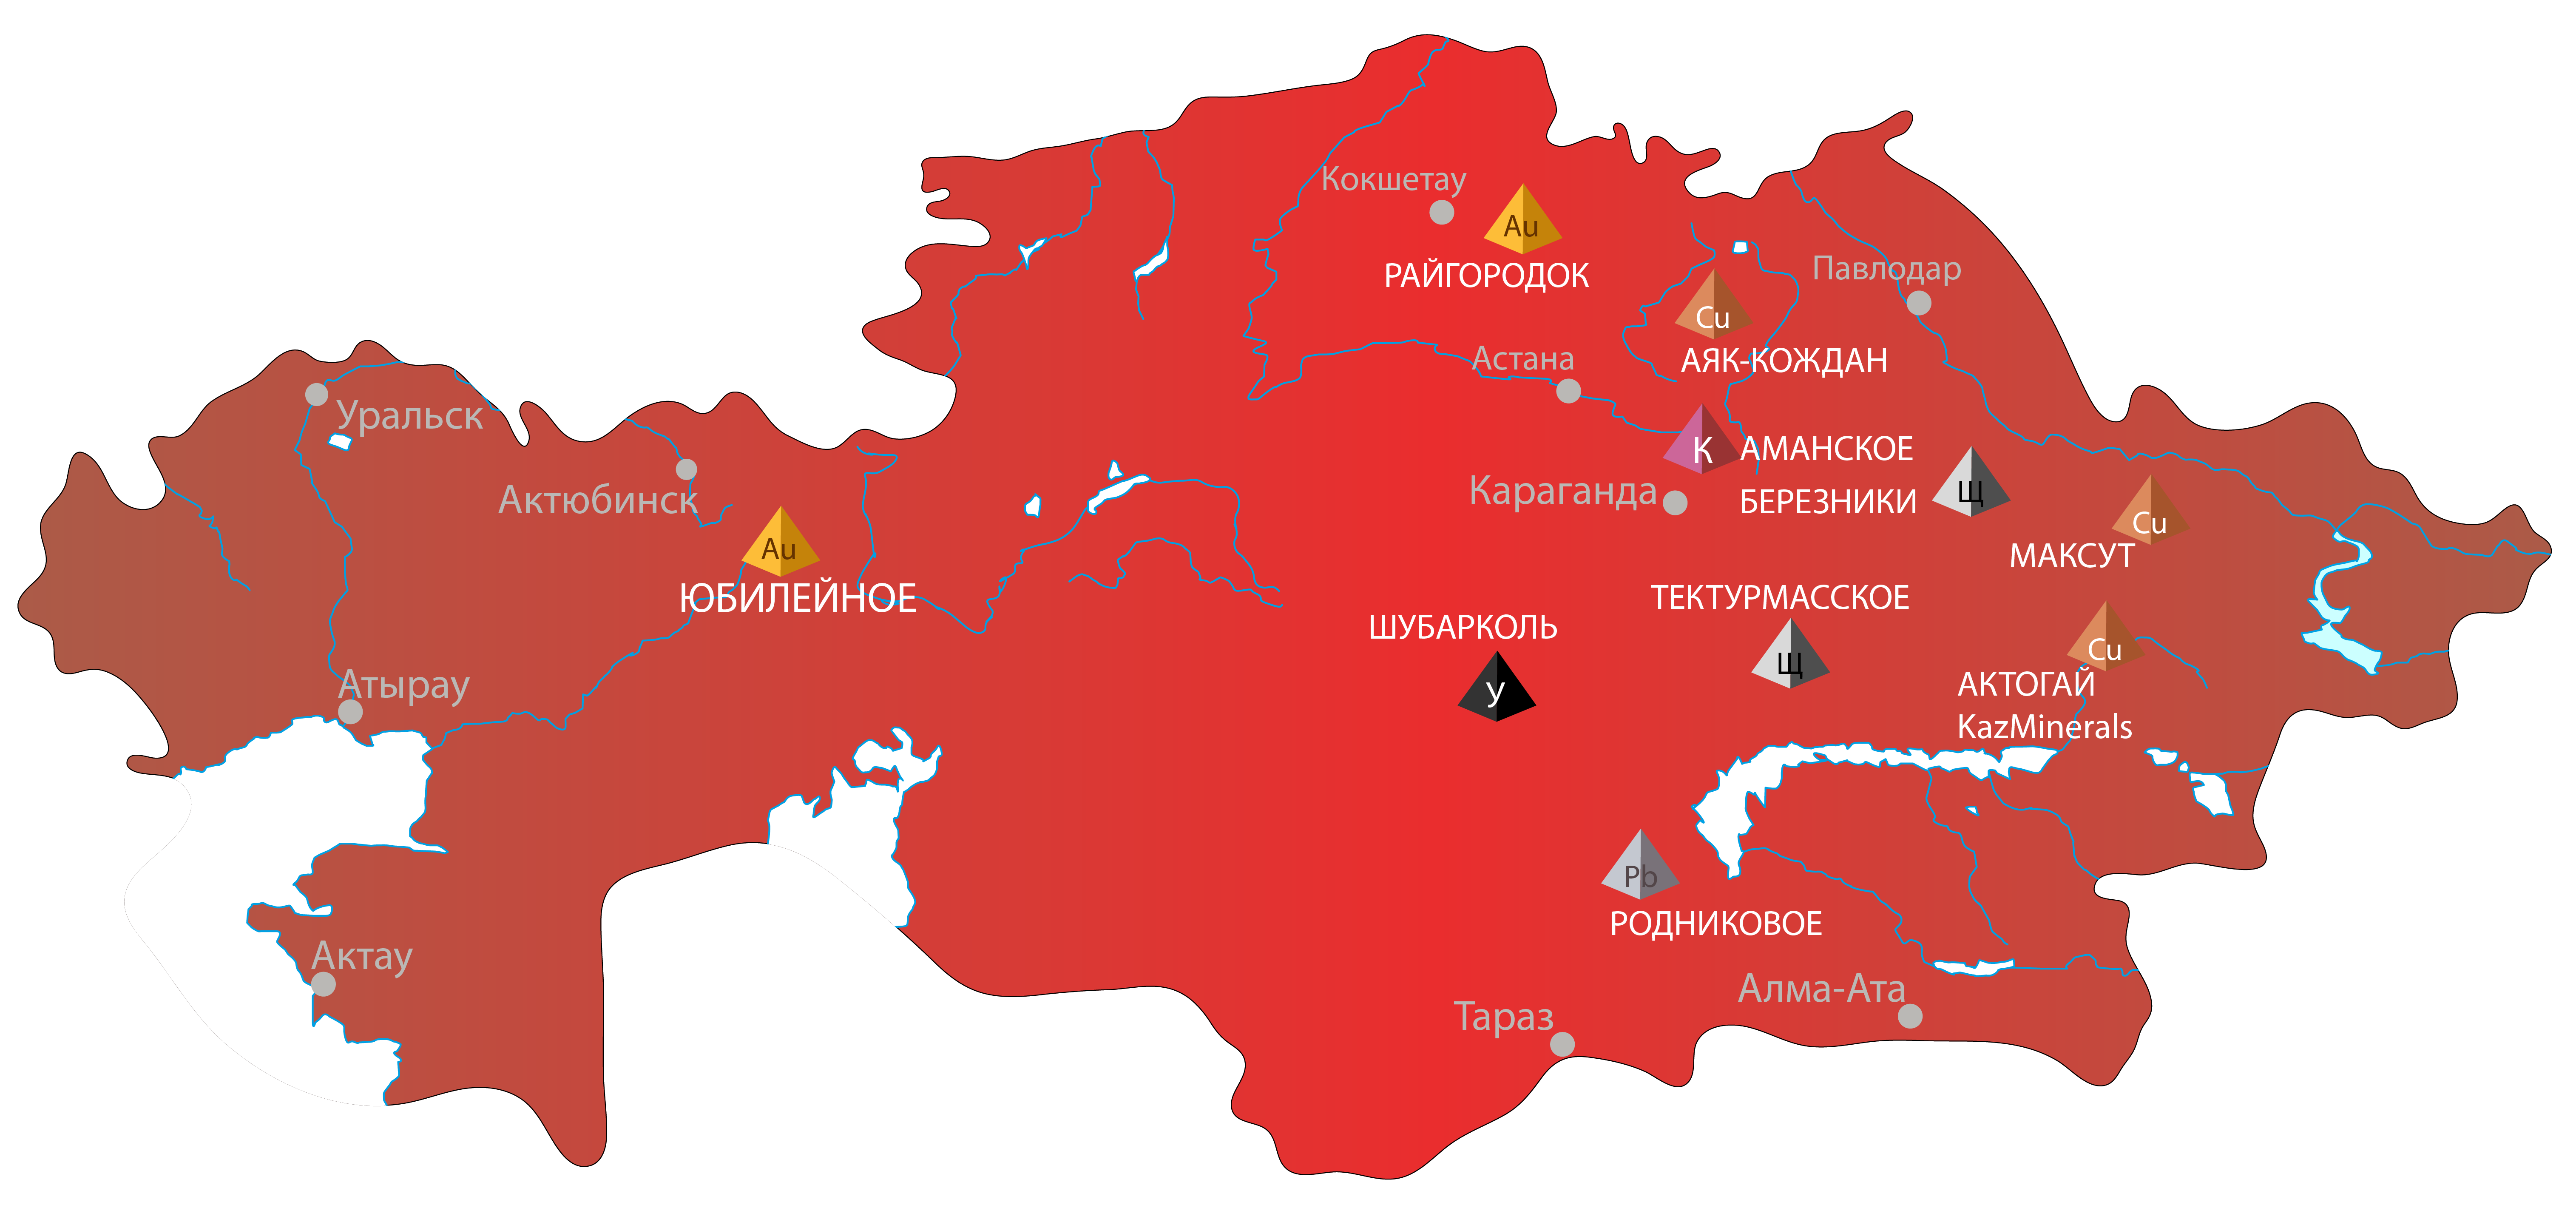 Кокшетау
Au
РАЙГОРОДОК
Павлодар
Cu
АЯК-КОЖДАН
Астана
Уральск
К
АМАНСКОЕ
Караганда
БЕРЕЗНИКИ
Щ
Актюбинск
Cu
МАКСУТ
Au
ЮБИЛЕЙНОЕ
ТЕКТУРМАССКОЕ
Щ
ШУБАРКОЛЬ
У
Cu
АКТОГАЙ
KazMinerals
Атырау
Pb
РОДНИКОВОЕ
Актау
Алма-Ата
Тараз